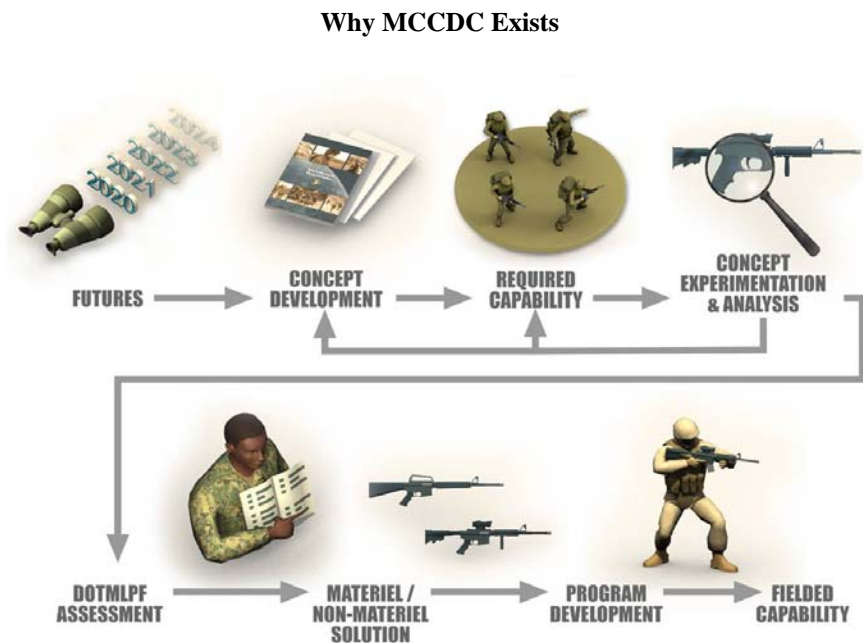 Why MCCDC Exists
2020
2021
2022
2023
FUTURES
CONCEPT
DEVELOPMENT
REQUIRED
CAPABILITY
CONCEPT
EXPERIMENTATION
& ANALYSIS
DOTMLPF
ASSESSMENT
MATERIEL /
NON-MATERIEL
SOLUTION
PROGRAM
DEVELOPMENT
FIELDED
CAPABILITY